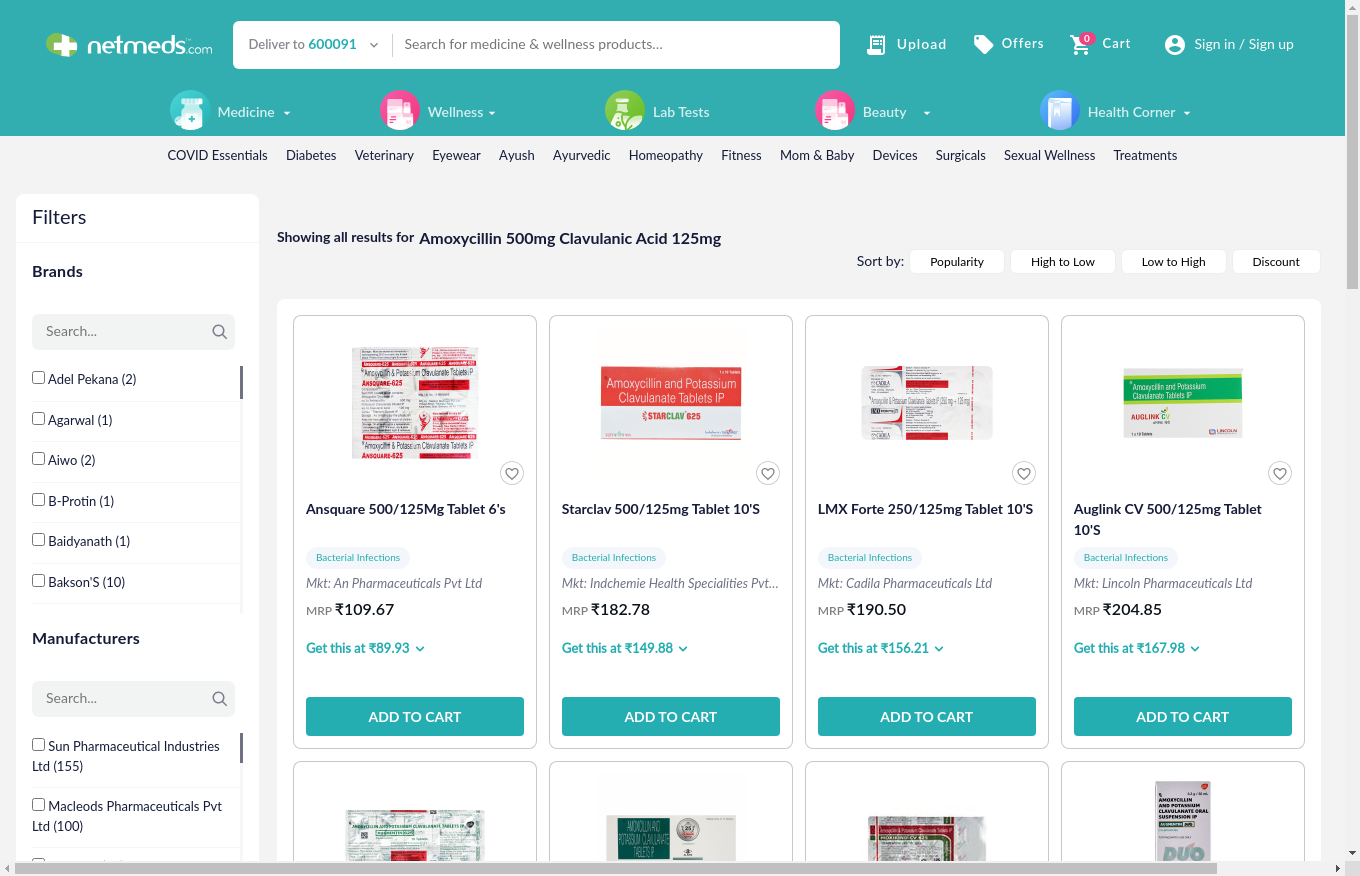 netmeds.com
Deliver to 600091
Search for medicine & wellness products...
Upload
Offers
0
Cart
Sign in / Sign up
Medicine
Wellness
Lab Tests
Beauty
Health Corner
COVID Essentials Diabetes Veterinary Eyewear Ayush Ayurvedic Homeopathy Fitness Mom & Baby Devices Surgicals Sexual Wellness Treatments
Filters
Brands
Search...
Adel Pekana (2)
Agarwal (1)
Aiwo (2)
B-Protin (1)
Baidyanath (1)
Bakson'S (10)
Manufacturers
Search...
Sun Pharmaceutical Industries
Ltd (155)
Macleods Pharmaceuticals Pvt
Ltd (100)
Showing all results for Amoxycillin 500mg Clavulanic Acid 125mg
Sort by: Popularity High to Low Low to High Discount
Amoxycillin & Potassium Clavulanate Tablets IP
ANSQUARE-625
Ansquare 500/125Mg Tablet 6's
Bacterial Infections
Mkt: An Pharmaceuticals Pvt Ltd
MRP ₹109.67
Get this at ₹89.93
ADD TO CART
Amoxycillin and Potassium
Clavulanate Tablets IP
STARCLAV 625
Starclav 500/125mg Tablet 10'S
Bacterial Infections
Mkt: Indchemie Health Specialities Pvt...
MRP ₹182.78
Get this at ₹149.88
ADD TO CART
CADILA
LMX Forte 250/125mg Tablet 10'S
Bacterial Infections
Mkt: Cadila Pharmaceuticals Ltd
MRP ₹190.50
Get this at ₹156.21
ADD TO CART
Amoxycillin and Potassium
Clavulanate Tablets IP
AUGLINK CV
LINCOLN
Auglink CV 500/125mg Tablet
10'S
Bacterial Infections
Mkt: Lincoln Pharmaceuticals Ltd
MRP ₹204.85
Get this at ₹167.98
ADD TO CART
AMOXYCILLIN AND
POTASSIUM CLAVULANATE
TABLETS IP
AMOXYCILLIN
AND POTASSIUM
CLAVULANATE ORAL
SUSPENSION IP
AUGMENTIN
DUO